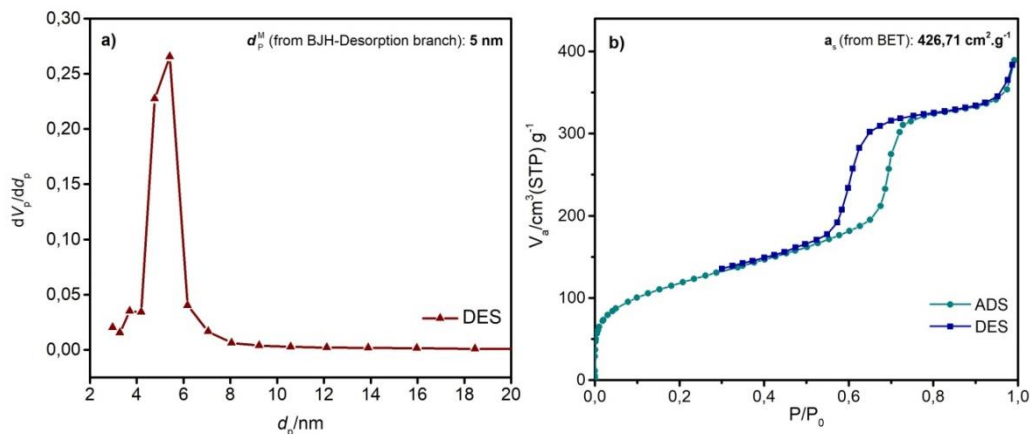 a)
d_P^M (from BJH-Desorption branch): 5 nm
0,30
0,25
0,20
0,15
0,10
0,05
0,00
dV_p/dd_p
DES
2 4 6 8 10 12 14 16 18 20
d_p/nm
b)
a_s (from BET): 426,71 cm².g⁻¹
400
300
200
100
0
V_a/cm³(STP) g⁻¹
ADS
DES
0,0 0,2 0,4 0,6 0,8 1,0
P/P₀